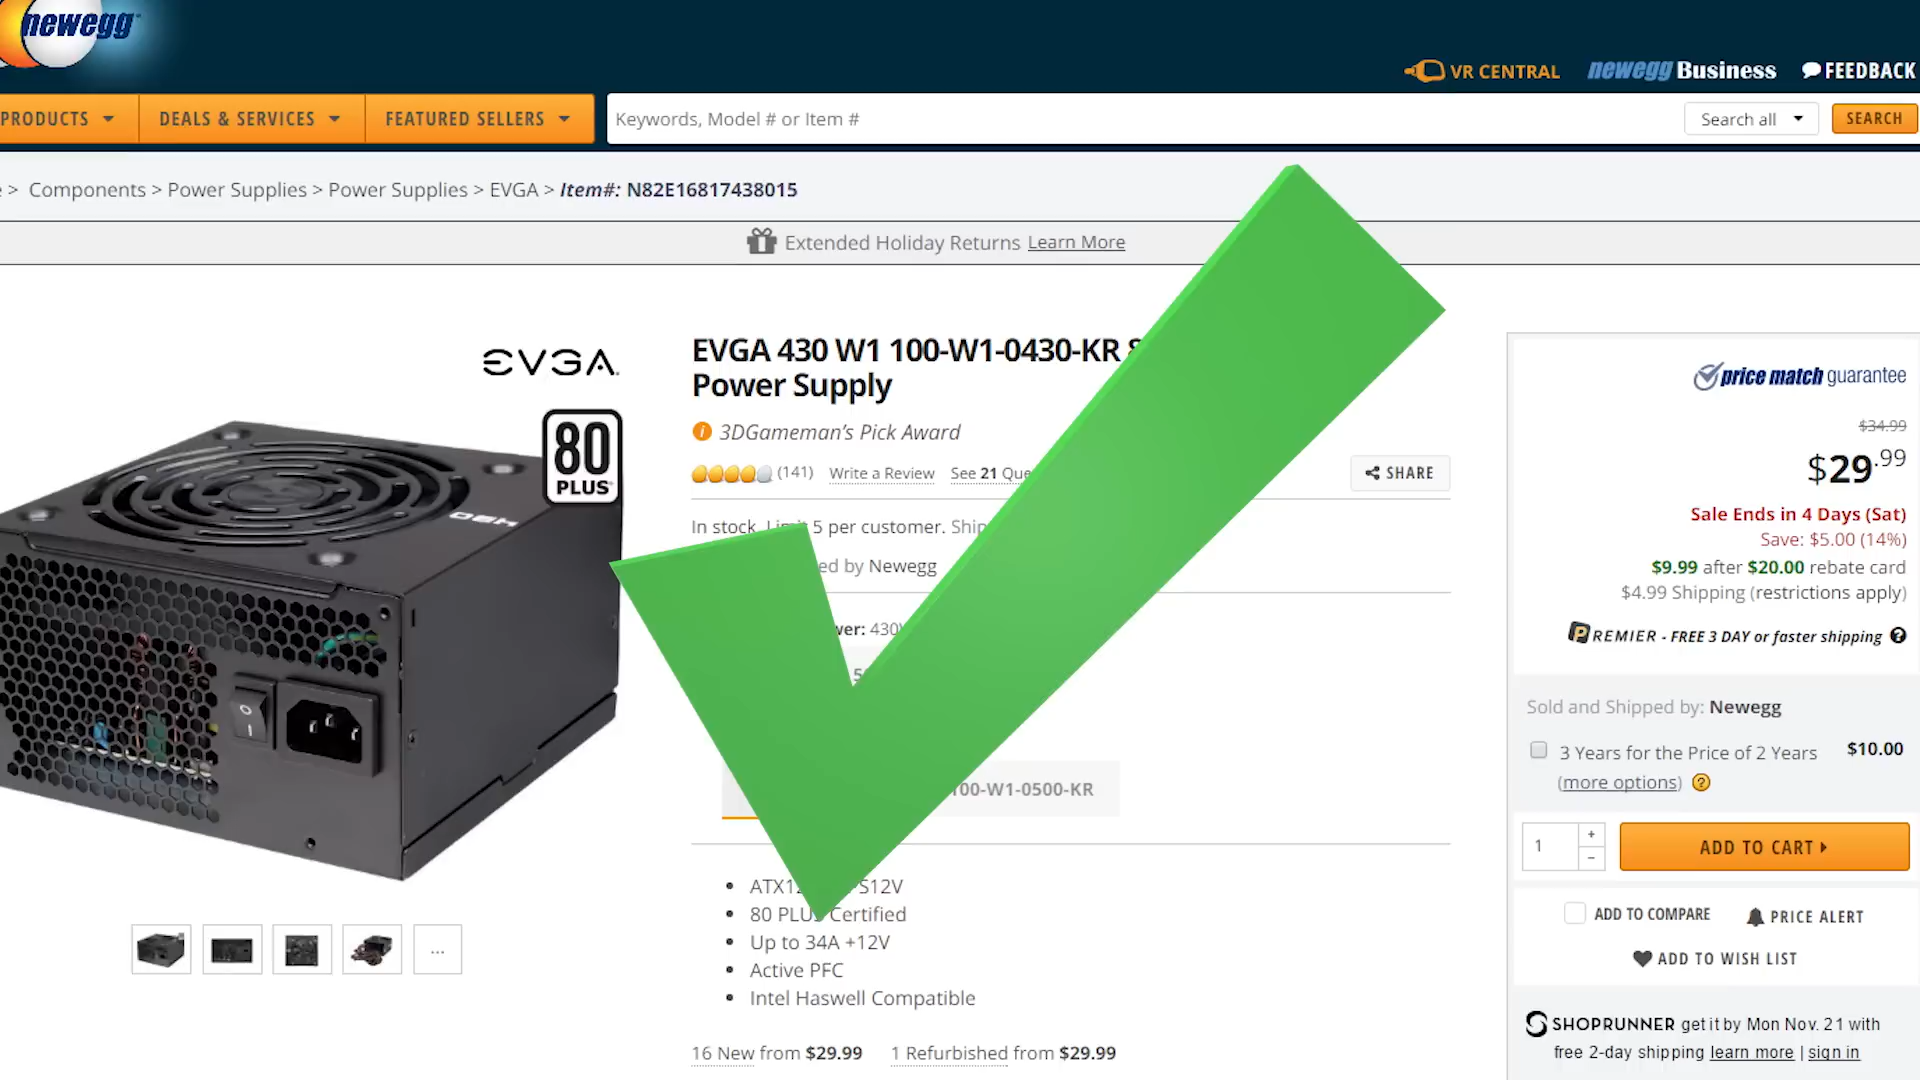 newegg
VR CENTRAL
newegg Business
FEEDBACK
PRODUCTS
DEALS & SERVICES
FEATURED SELLERS
Keywords, Model # or Item #
Search all
SEARCH
> Components > Power Supplies > Power Supplies > EVGA > Item#: N82E16817438015
Extended Holiday Returns Learn More
EVGA
80
PLUS
EVGA 430 W1 100-W1-0430-KR
Power Supply
3DGameman's Pick Award
(141) Write a Review See 21
SHARE
In stock. 5 per customer.
by Newegg
100-W1-0500-KR
80 PLUS Certified
Up to 34A +12V
Active PFC
Intel Haswell Compatible
16 New from $29.99 1 Refurbished from $29.99
price match guarantee
$34.99
$29.99
Sale Ends in 4 Days (Sat)
Save: $5.00 (14%)
$9.99 after $20.00 rebate card
$4.99 Shipping (restrictions apply)
PREMIER - FREE 3 DAY or faster shipping ?
Sold and Shipped by: Newegg
3 Years for the Price of 2 Years $10.00
(more options) ?
1 + -
ADD TO CART
ADD TO COMPARE
PRICE ALERT
ADD TO WISH LIST
SHOPRUNNER get it by Mon Nov. 21 with
free 2-day shipping learn more | sign in